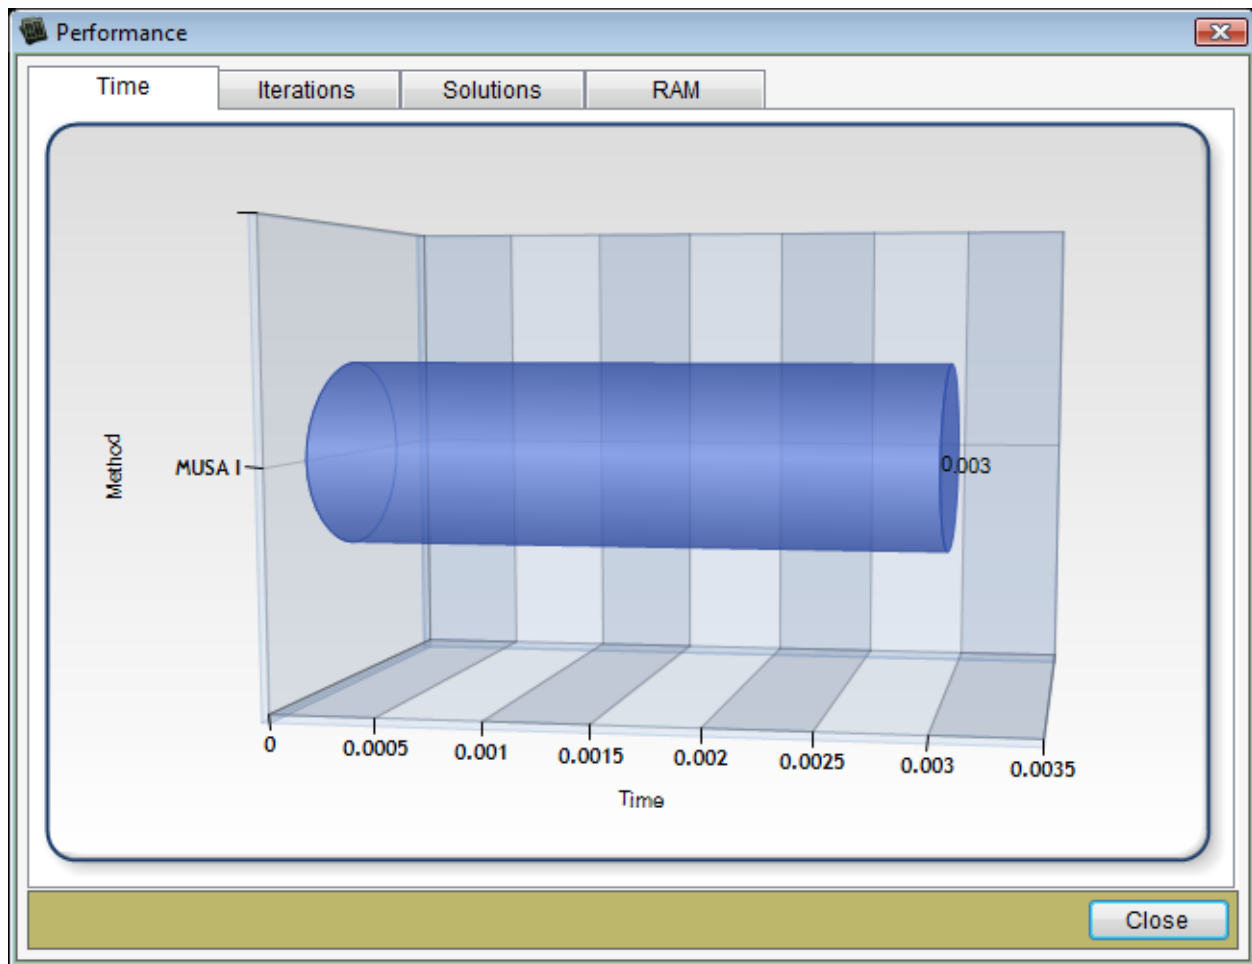 Performance
Time
Iterations
Solutions
RAM
Method
MUSA I
0.003
0
0.0005
0.001
0.0015
0.002
0.0025
0.003
0.0035
Time
Close